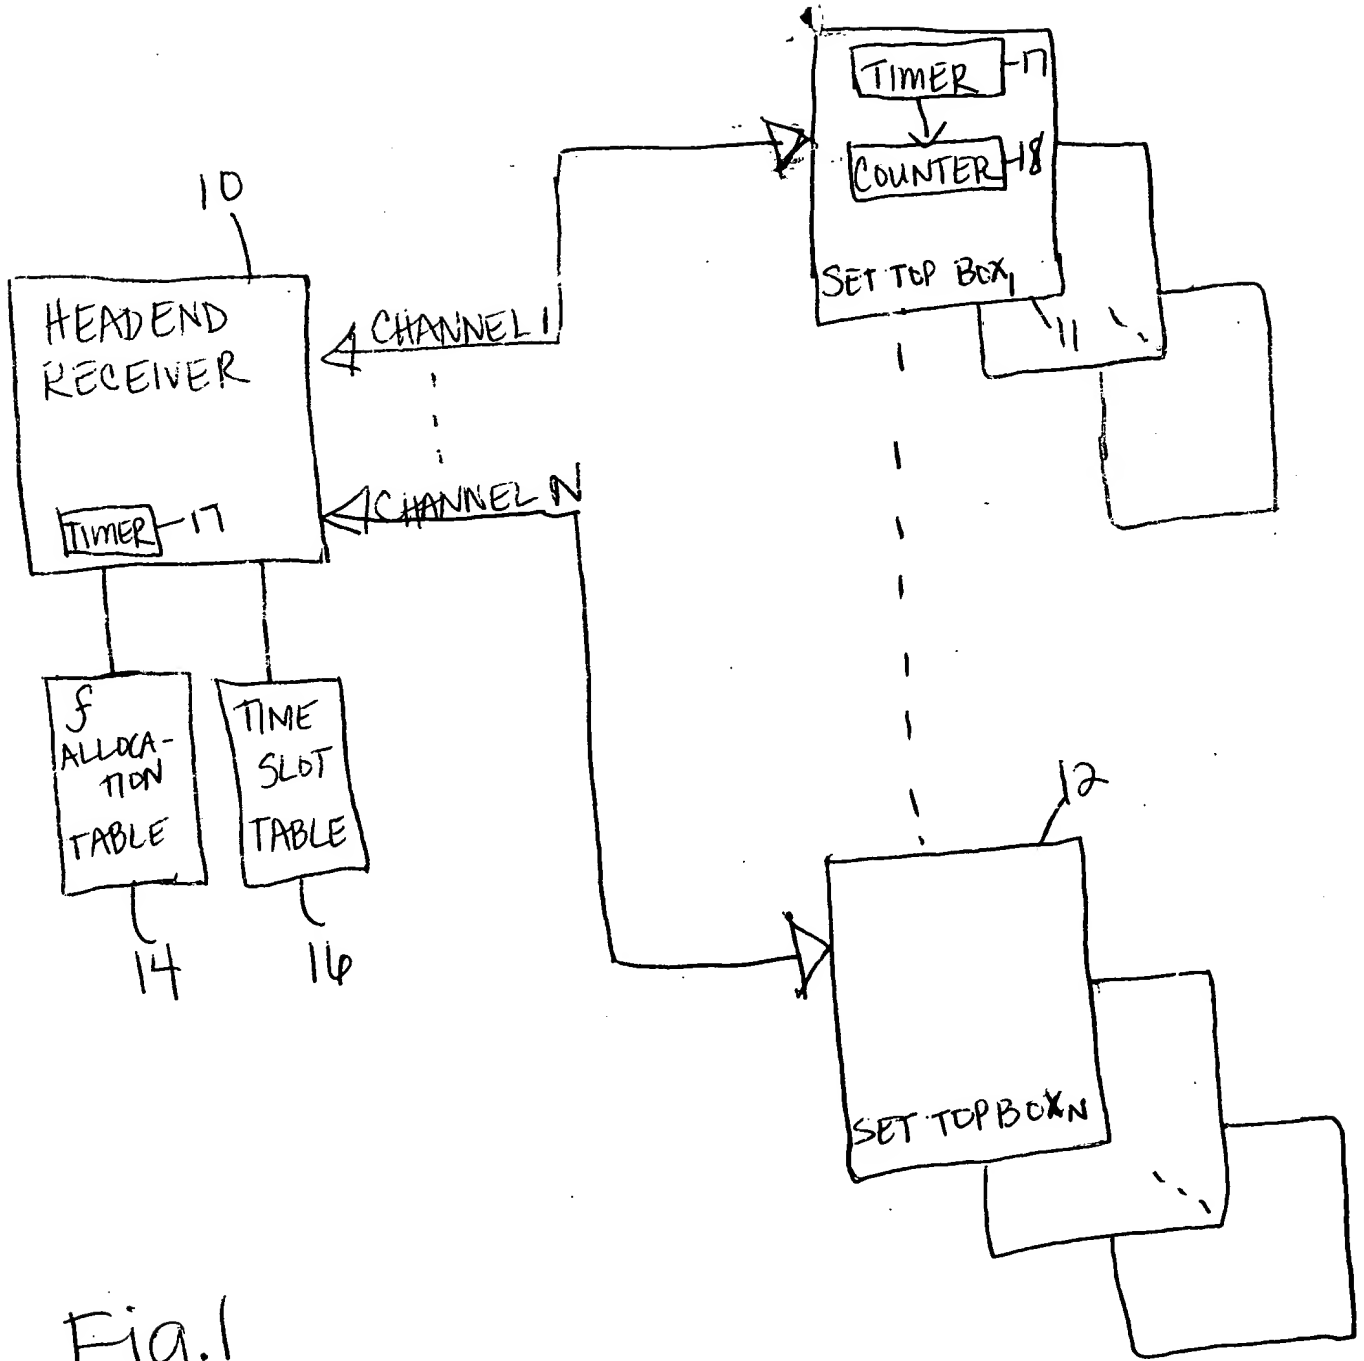 10
HEADEND
RECEIVER
TIMER
17
f
ALLOCA-
TION
TABLE
14
TIME
SLOT
TABLE
16
CHANNEL 1
CHANNEL N
TIMER
17
COUNTER
18
SET TOP BOX1
11
12
SET TOP BOX N
Fig. 1